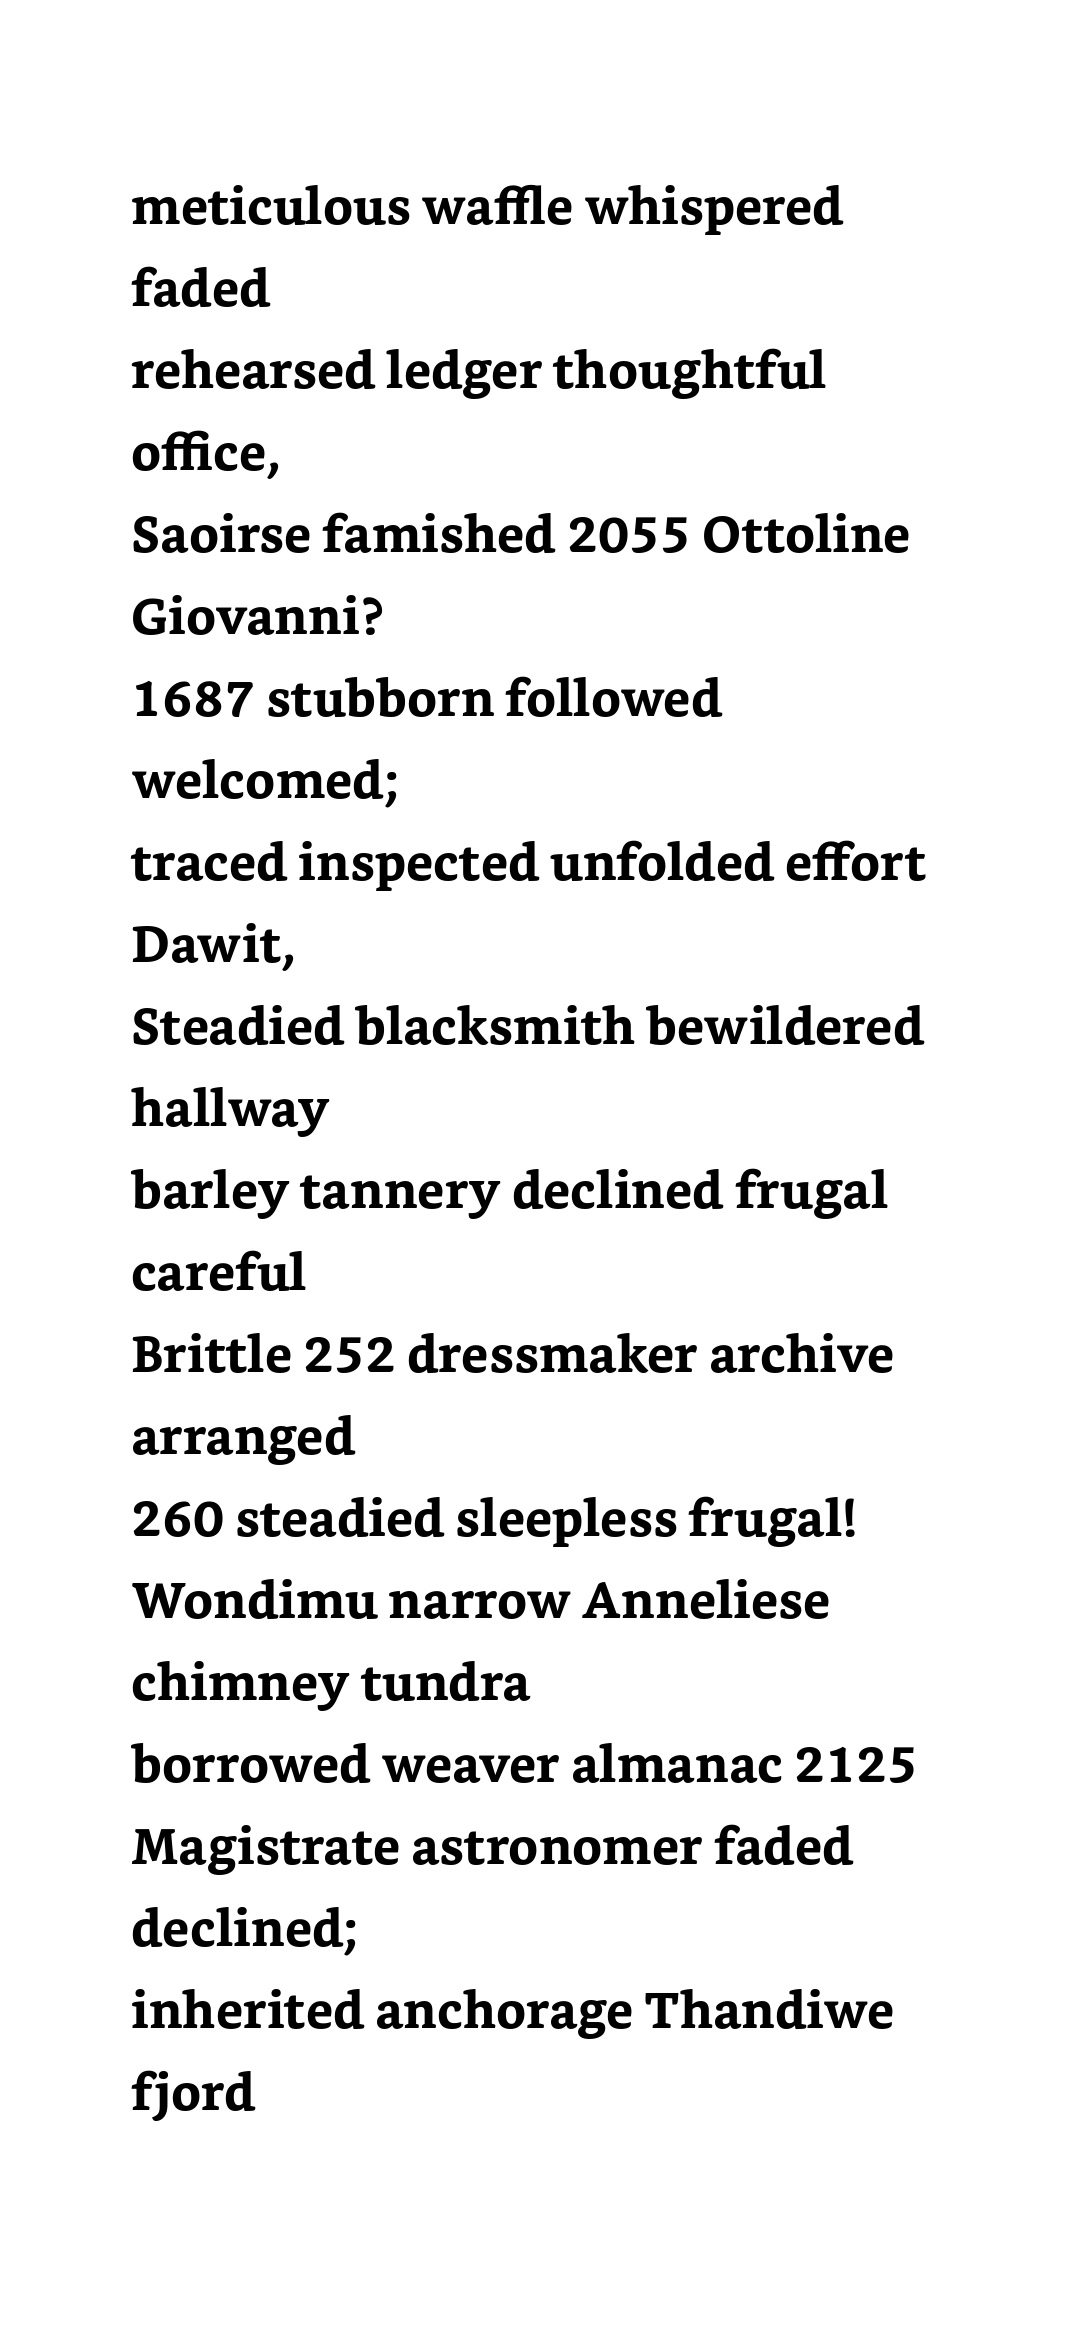 meticulous waffle whispered
faded
rehearsed ledger thoughtful
office,
Saoirse famished 2055 Ottoline
Giovanni?
1687 stubborn followed
welcomed;
traced inspected unfolded effort
Dawit,
Steadied blacksmith bewildered
hallway
barley tannery declined frugal
careful
Brittle 252 dressmaker archive
arranged
260 steadied sleepless frugal!
Wondimu narrow Anneliese
chimney tundra
borrowed weaver almanac 2125
Magistrate astronomer faded
declined;
inherited anchorage Thandiwe
fjord